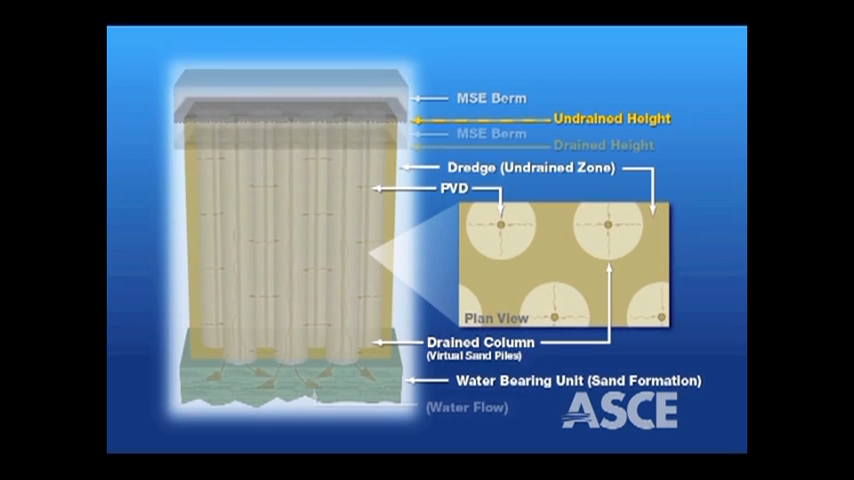 MSE Berm
Undrained Height
MSE Berm
Drained Height
Dredge (Undrained Zone)
PVD
Plan View
Drained Column
(Virtual Sand Piles)
Water Bearing Unit (Sand Formation)
(Water Flow)
ASCE